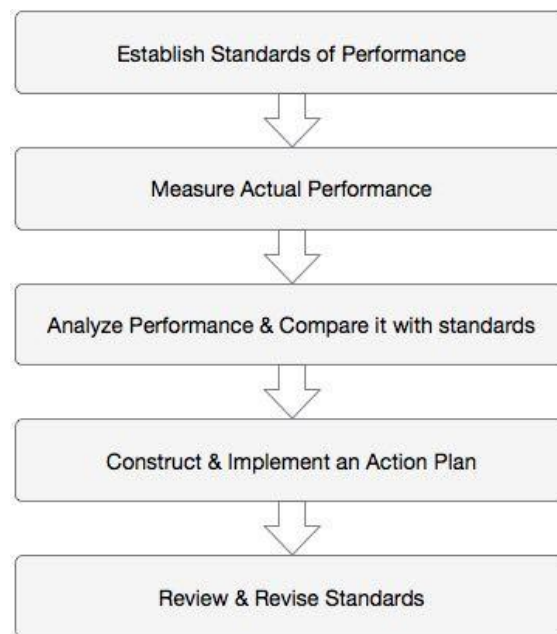 Establish Standards of Performance
Measure Actual Performance
Analyze Performance & Compare it with standards
Construct & Implement an Action Plan
Review & Revise Standards